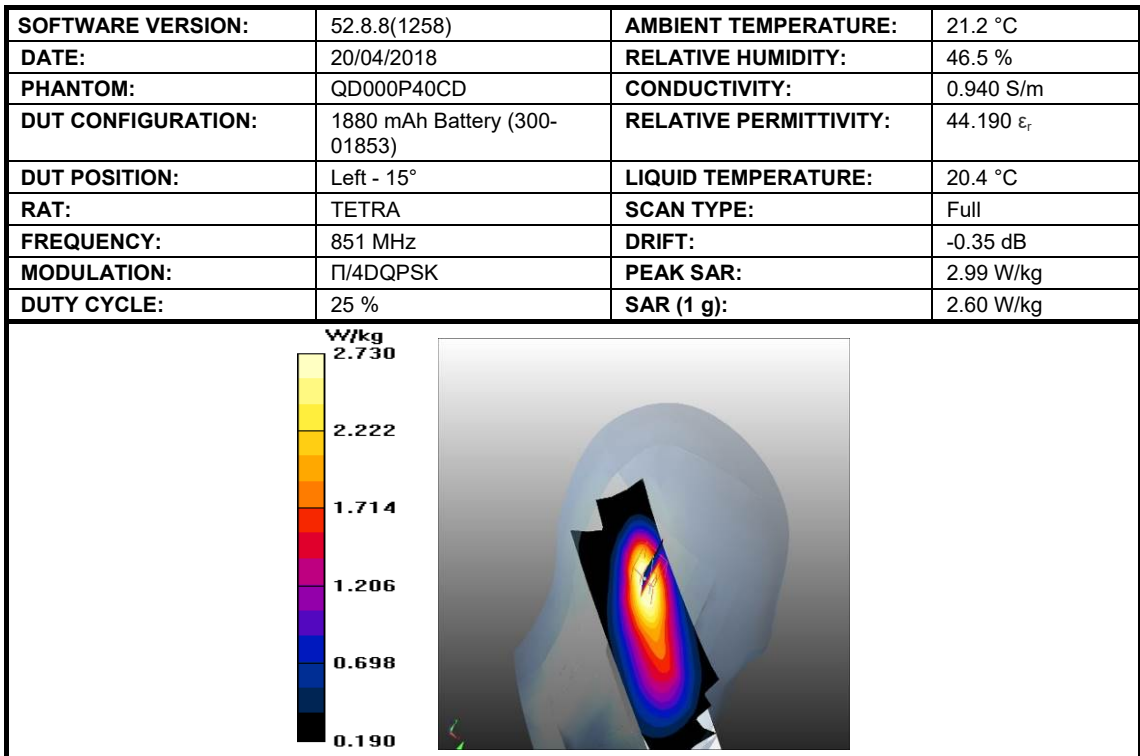 SOFTWARE VERSION: 52.8.8(1258) AMBIENT TEMPERATURE: 21.2 °C
DATE: 20/04/2018 RELATIVE HUMIDITY: 46.5 %
PHANTOM: QD000P40CD CONDUCTIVITY: 0.940 S/m
DUT CONFIGURATION: 1880 mAh Battery (300- RELATIVE PERMITTIVITY: 44.190 εr
01853)
DUT POSITION: Left - 15° LIQUID TEMPERATURE: 20.4 °C
RAT: TETRA SCAN TYPE: Full
FREQUENCY: 851 MHz DRIFT: -0.35 dB
MODULATION: Π/4DQPSK PEAK SAR: 2.99 W/kg
DUTY CYCLE: 25 % SAR (1 g): 2.60 W/kg
W/kg
2.730
2.222
1.714
1.206
0.698
0.190